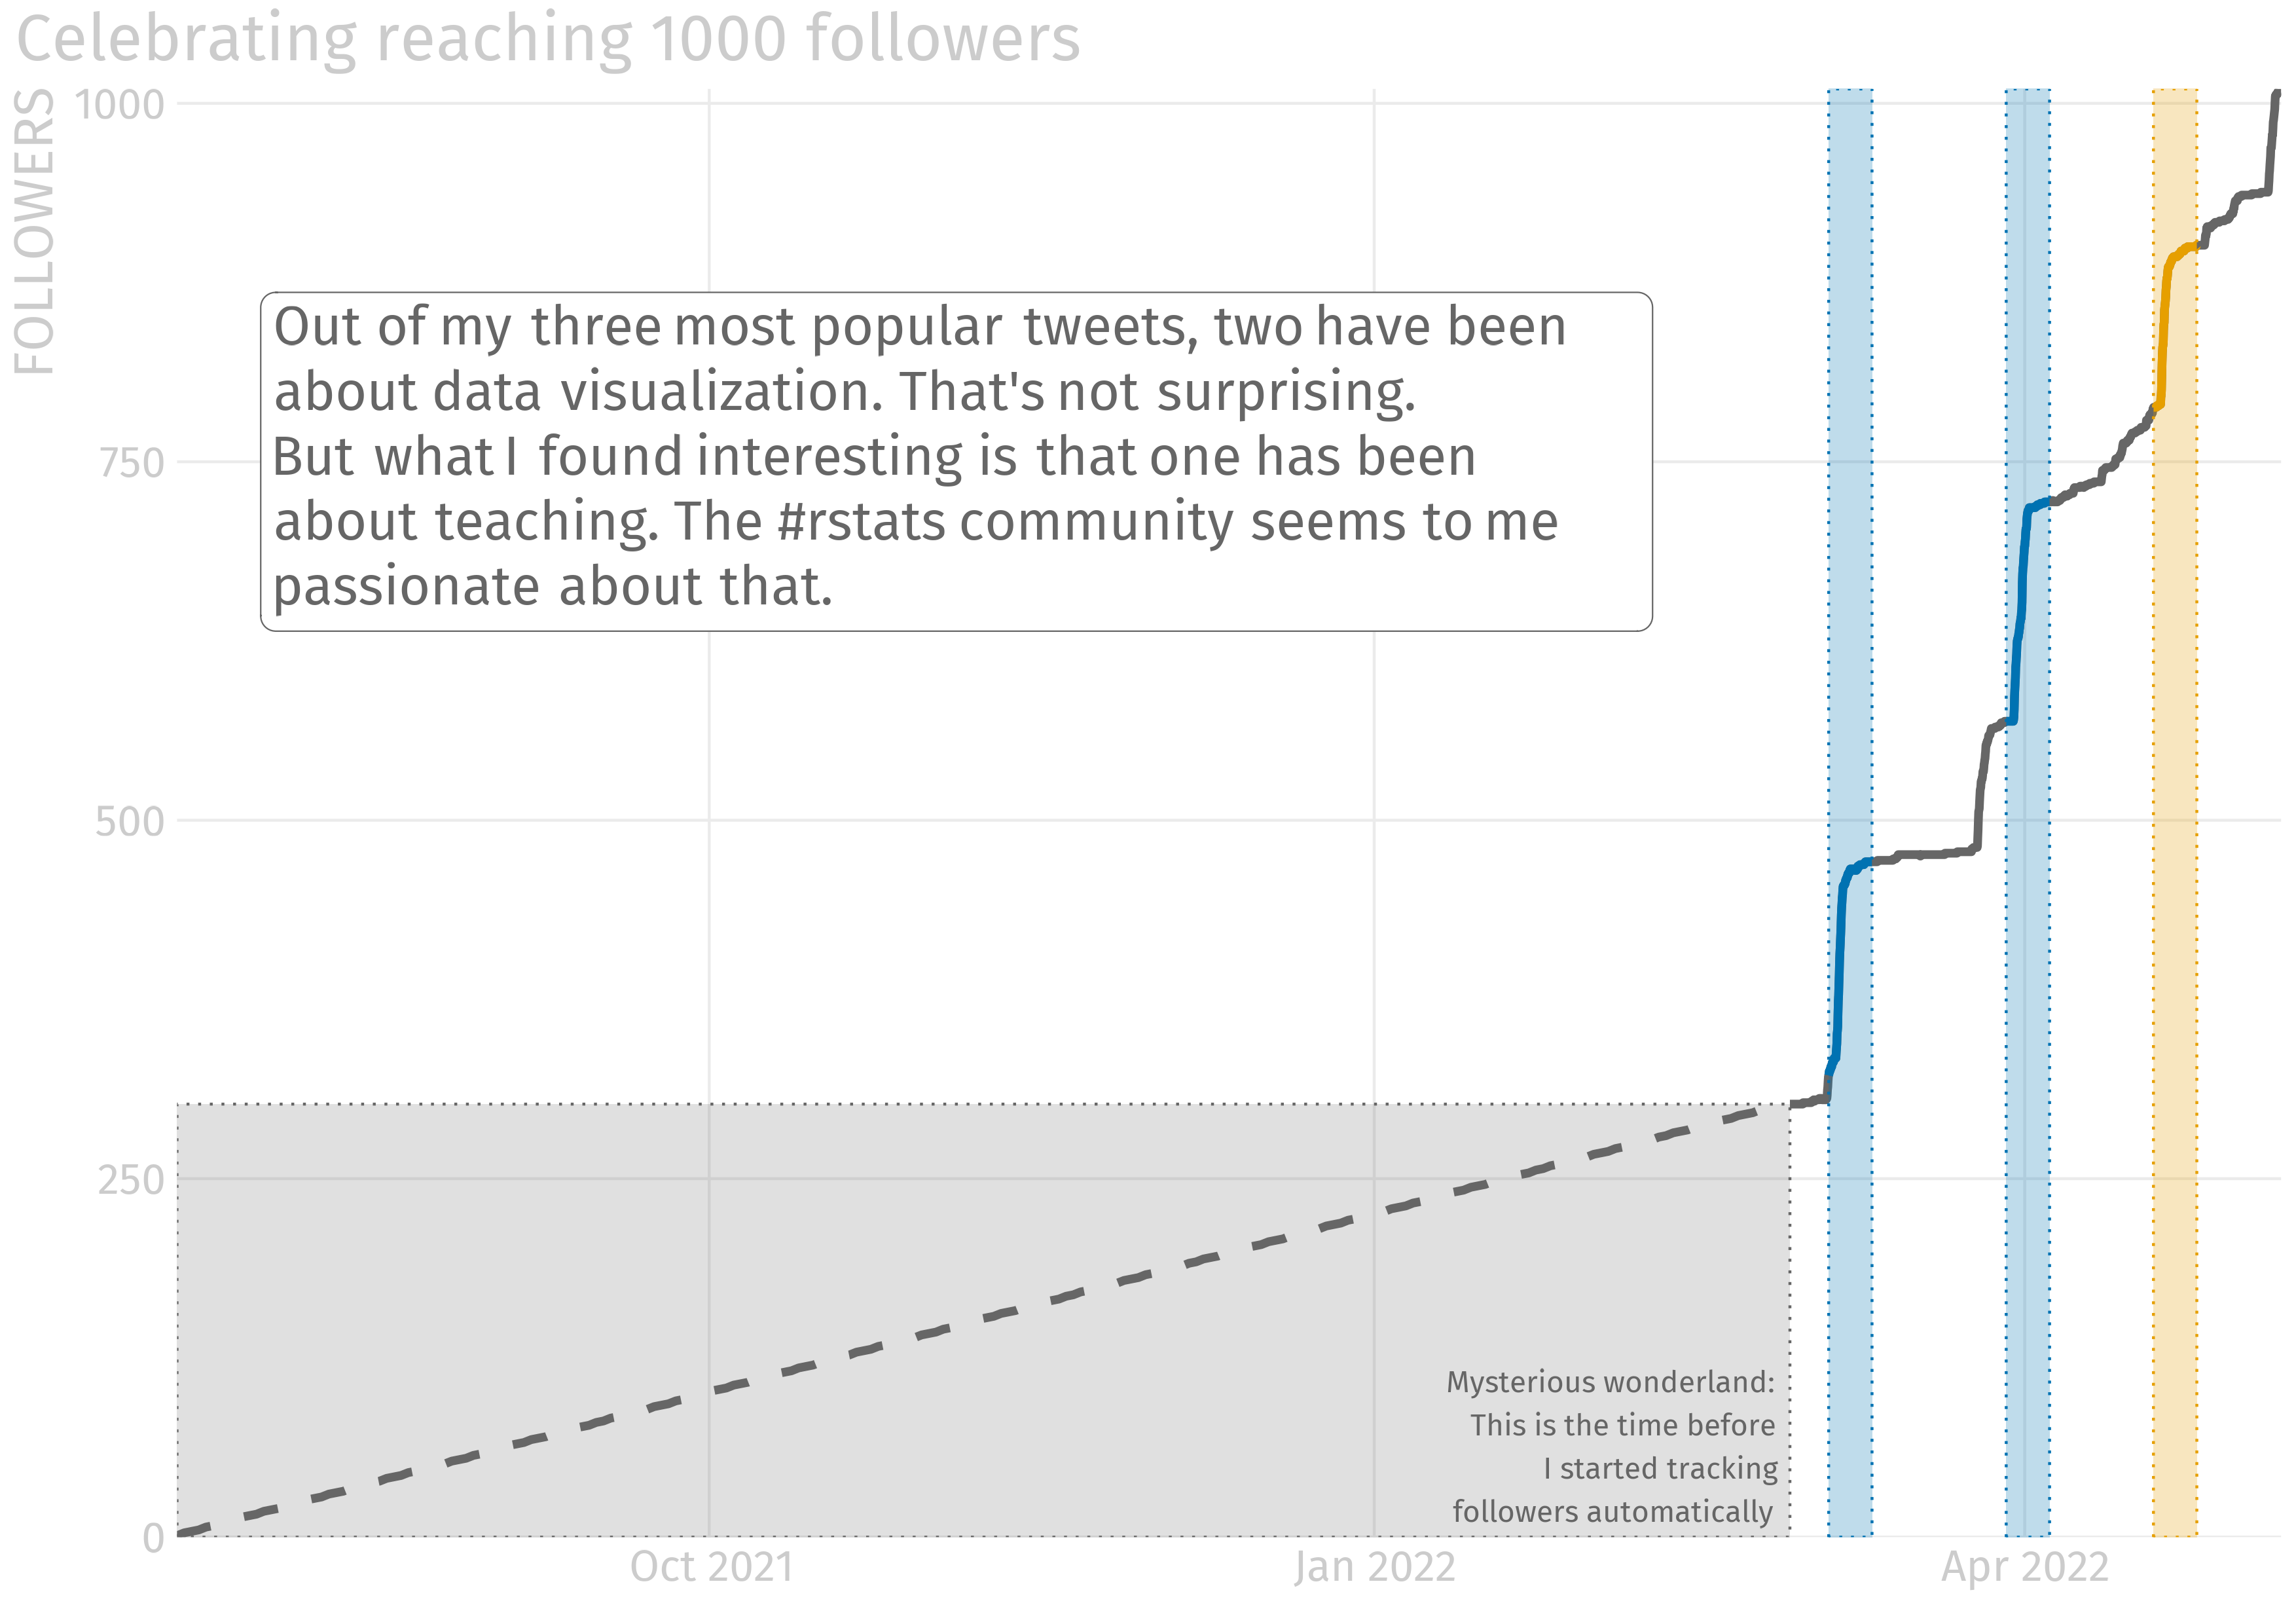 Celebrating reaching 1000 followers
FOLLOWERS
1000
750
500
250
0
Out of my three most popular tweets, two have been
about data visualization. That's not surprising.
But what I found interesting is that one has been
about teaching. The #rstats community seems to me
passionate about that.
Mysterious wonderland:
This is the time before
I started tracking
followers automatically
Oct 2021
Jan 2022
Apr 2022